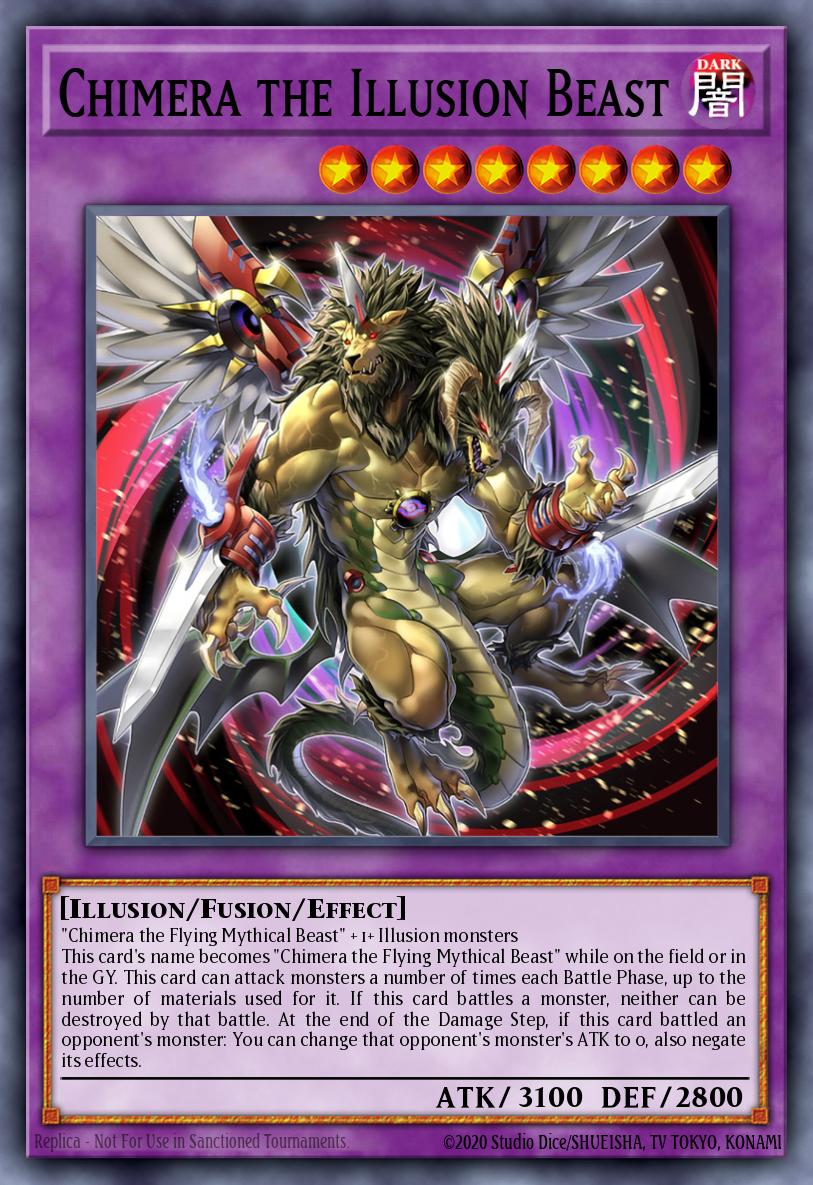 Chimera the Illusion Beast
DARK
闇
[Illusion/Fusion/Effect]
"Chimera the Flying Mythical Beast" + 1+ Illusion monsters
This card's name becomes "Chimera the Flying Mythical Beast" while on the field or in
the GY. This card can attack monsters a number of times each Battle Phase, up to the
number of materials used for it. If this card battles a monster, neither can be
destroyed by that battle. At the end of the Damage Step, if this card battled an
opponent's monster: You can change that opponent's monster's ATK to 0, also negate
its effects.
ATK/ 3100 DEF/2800
Replica - Not For Use in Sanctioned Tournaments.
©2020 Studio Dice/SHUEISHA, TV TOKYO, KONAMI